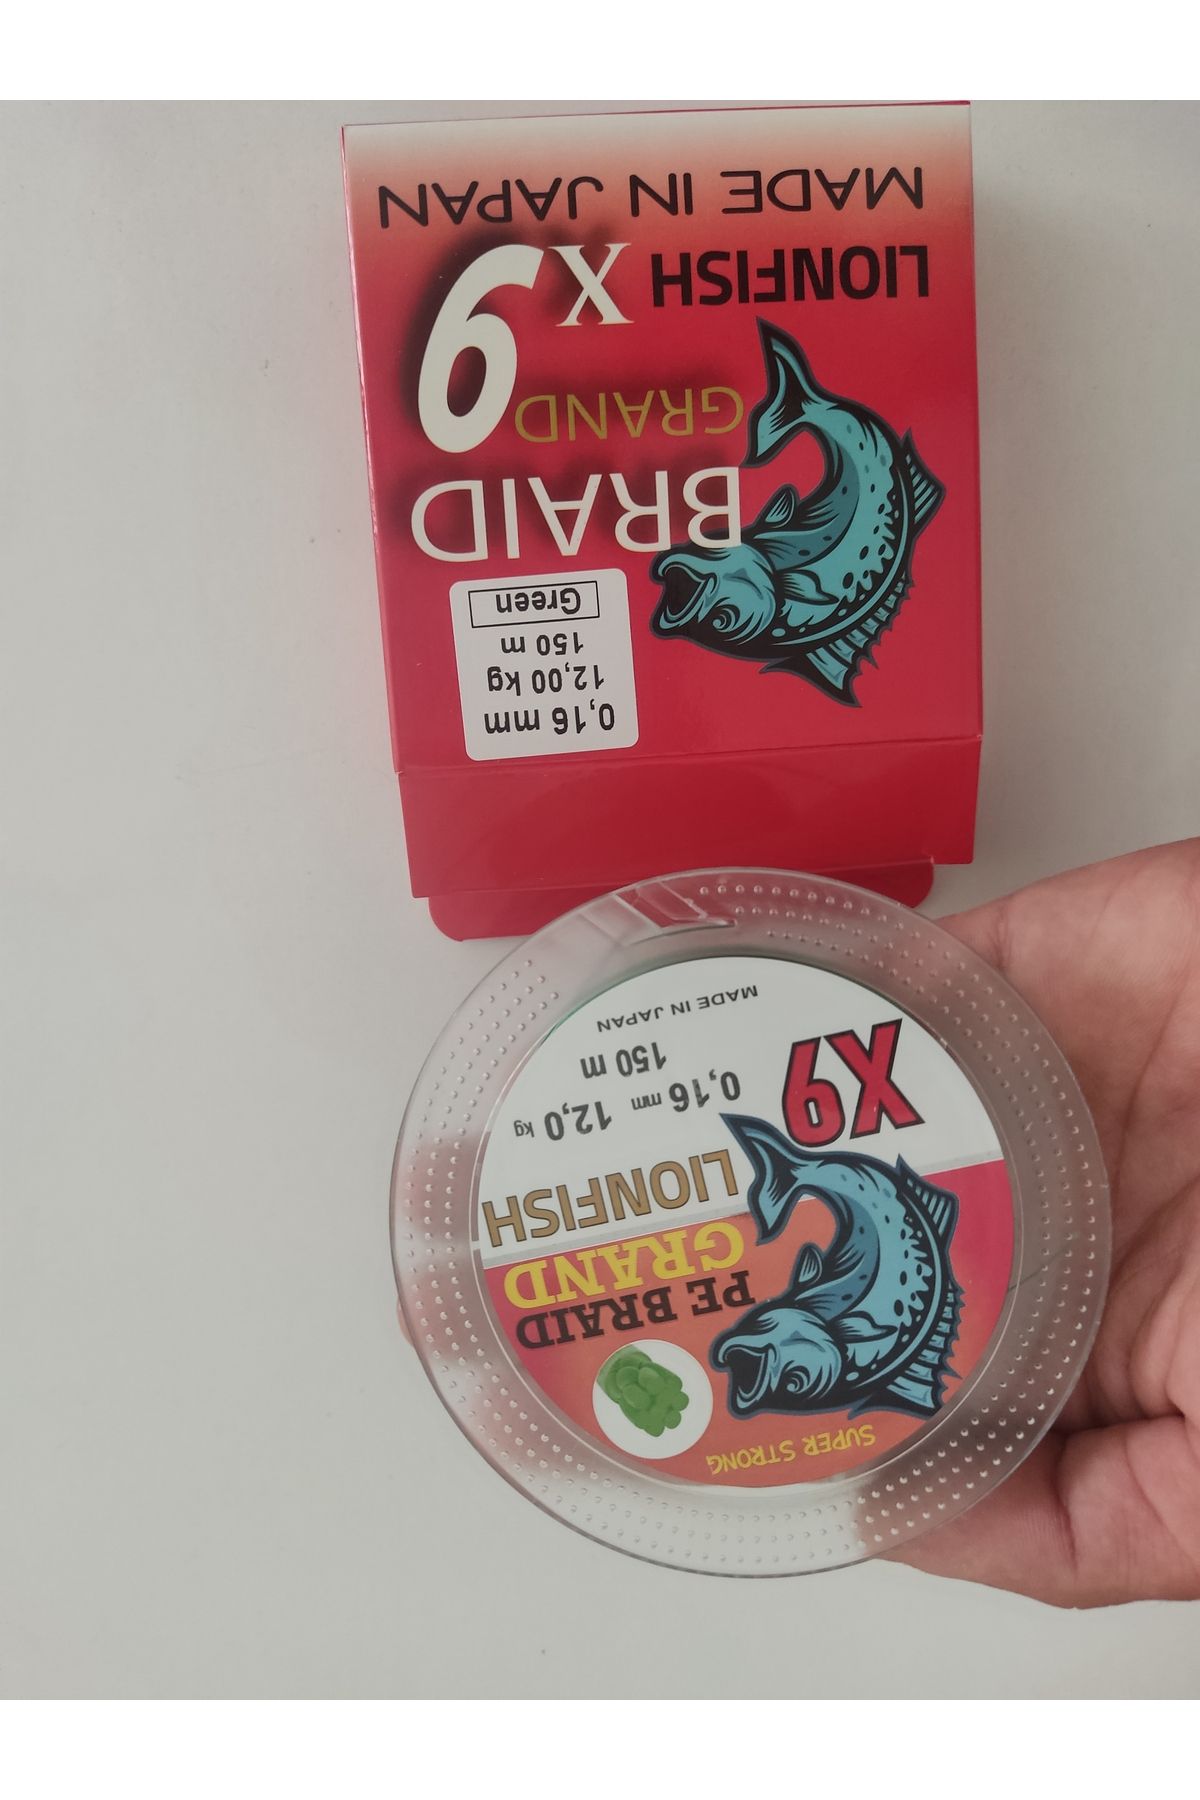 BRAID
GRAND
X9
LIONFISH
MADE IN JAPAN
0,16 mm
12,00 kg
150 m
Green
SUPER STRONG
PE BRAID
GRAND
LIONFISH
X9
0,16 mm 12,0 kg
150 m
MADE IN JAPAN